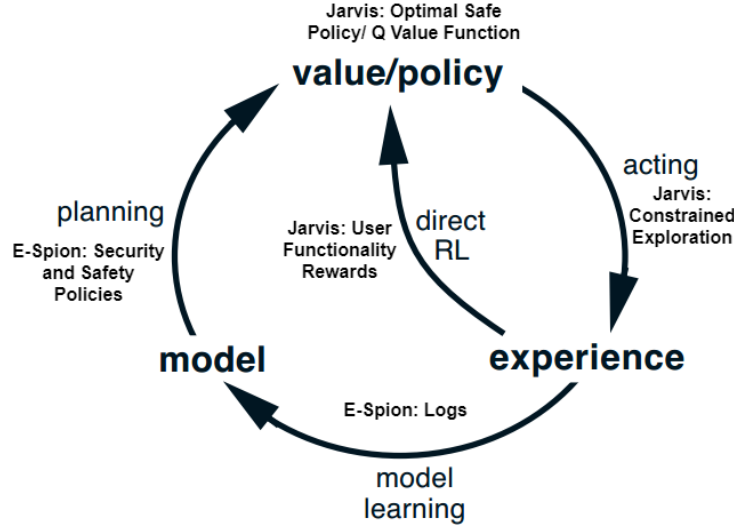 Jarvis: Optimal Safe
Policy/ Q Value Function
value/policy
acting
Jarvis:
Constrained
Exploration
planning
E-Spion: Security
and Safety
Policies
Jarvis: User
Functionality
Rewards
direct
RL
model
experience
E-Spion: Logs
model
learning